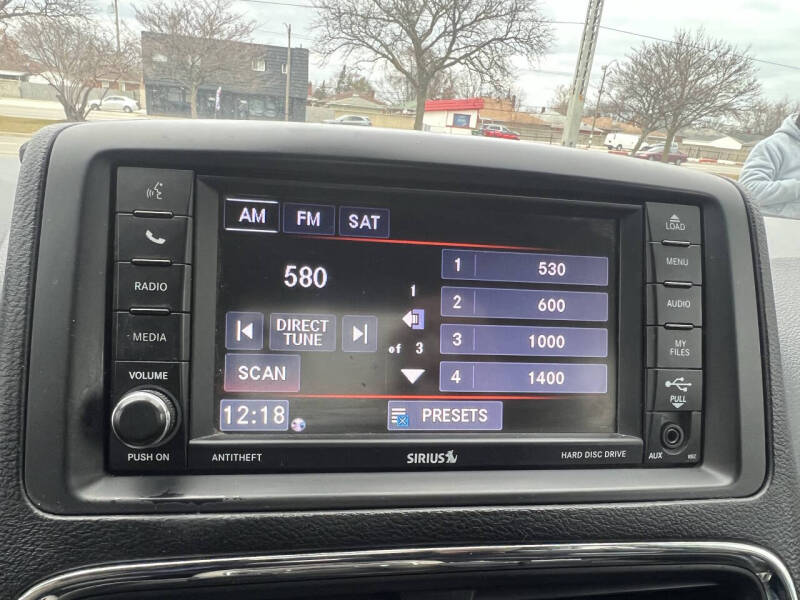 AM FM SAT
580
DIRECT
TUNE
SCAN
12:18
1
of 3
1 530
2 600
3 1000
4 1400
PRESETS
RADIO
MEDIA
VOLUME
PUSH ON
LOAD
MENU
AUDIO
MY
FILES
PULL
AUX
ANTITHEFT
SIRIUS
HARD DISC DRIVE